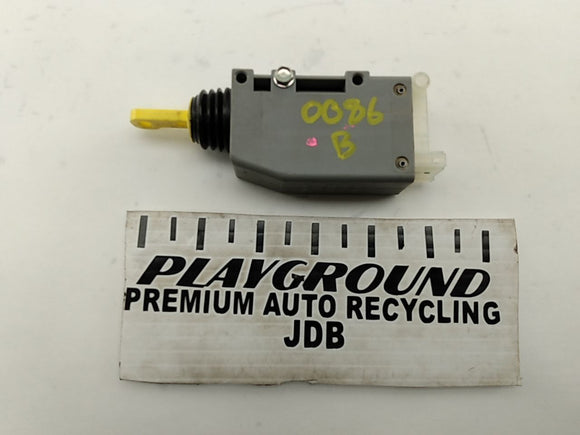 0086
B
PLAYGROUND
PREMIUM AUTO RECYCLING
JDB